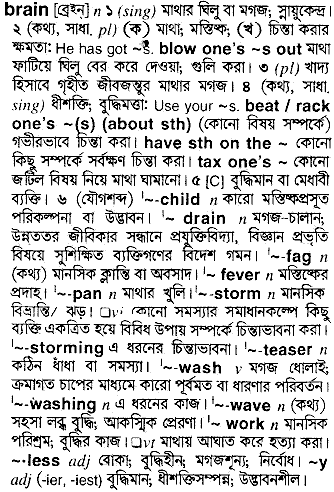 brain [ব্রেইন্] n ১ (sing) মাথার ঘিলু বা মগজ; স্নায়ুকেন্দ্র।
২ (কথ্য, সাধা. pl) (ক) মাথা; মস্তিষ্ক; (খ) চিন্তা করার
ক্ষমতা: He has got ~s. blow one's ~s out মাথা
ফাটিয়ে ঘিলু বের করে দেওয়া; গুলি করা। ৩ (pl) খাদ্য
হিসাবে গৃহীত জীবজন্তুর মাথার মগজ। ৪ (কথ্য, সাধা.
sing) ধীশক্তি; বুদ্ধিমত্তা: Use your ~s. beat / rack
one's ~(s) (about sth) (কোনো বিষয় সম্পর্কে)
গভীরভাবে চিন্তা করা। have sth on the ~ কোনো
কিছু সম্পর্কে সর্বক্ষণ চিন্তা করা। tax one's ~ কোনো
জটিল বিষয় নিয়ে মাথা ঘামানো। ৫ [C] বুদ্ধিমান বা মেধাবী
ব্যক্তি। ৬ (যৌগশব্দ) '~-child n কারো মস্তিষ্কপ্রসূত
পরিকল্পনা বা উদ্ভাবন। '~ drain n মগজ-চালান;
উন্নততর জীবিকার সন্ধানে প্রযুক্তিবিদ্যা, বিজ্ঞান প্রভৃতি
বিষয়ে সুশিক্ষিত ব্যক্তিগণের বিদেশ গমন। '~-fag n
(কথ্য) মানসিক ক্লান্তি বা অবসাদ। '~ fever n মস্তিষ্কের
প্রদাহ। '~-pan n মাথার খুলি। '~-storm n মানসিক
বিভ্রান্তি/ ঝড়। □vi কোনো সমস্যার সমাধানকল্পে কিছু
ব্যক্তি একত্রিত হয়ে বিবিধ উপায় সম্পর্কে চিন্তাভাবনা করা।
'~-storming এ ধরনের চিন্তাভাবনা। '~-teaser n
কঠিন ধাঁধা বা সমস্যা। '~-wash v মগজ ধোলাই;
ক্রমাগত চাপের মাধ্যমে কারো পূর্বমত বা ধারণার পরিবর্তন।
'~-washing n এ ধরনের কাজ। '~-wave n (কথ্য)
সহসা লব্ধ বুদ্ধি; আকস্মিক প্রেরণা। '~ work n মানসিক
পরিশ্রম; বুদ্ধির কাজ। □vt মাথায় আঘাত করে হত্যা করা।
~·less adj বোকা; বুদ্ধিহীন; মগজশূন্য; নির্বোধ। ~y
adj (-ier, -iest) বুদ্ধিমান; ধীশক্তিসম্পন্ন; উদ্ভাবনশীল।